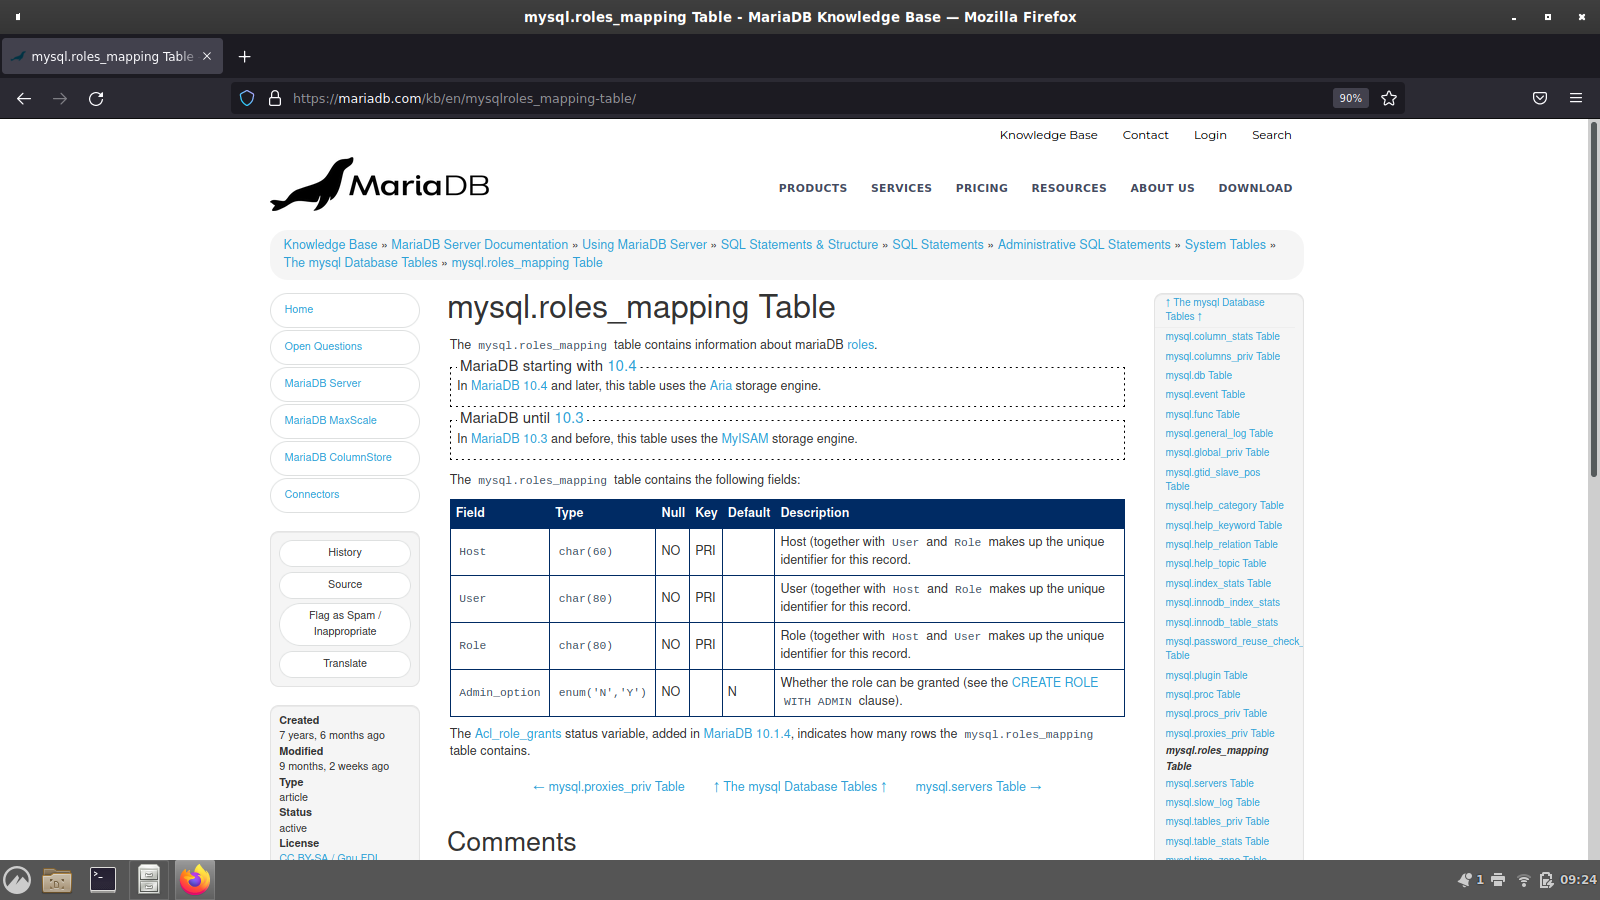 mysql.roles_mapping Table - MariaDB Knowledge Base — Mozilla Firefox
mysql.roles_mapping Table
https://mariadb.com/kb/en/mysqlroles_mapping-table/
90%
Knowledge Base Contact Login Search
MariaDB
PRODUCTS SERVICES PRICING RESOURCES ABOUT US DOWNLOAD
Knowledge Base » MariaDB Server Documentation » Using MariaDB Server » SQL Statements & Structure » SQL Statements » Administrative SQL Statements » System Tables »
The mysql Database Tables » mysql.roles_mapping Table
Home
Open Questions
MariaDB Server
MariaDB MaxScale
MariaDB ColumnStore
Connectors
History
Source
Flag as Spam /
Inappropriate
Translate
Created
7 years, 6 months ago
Modified
9 months, 2 weeks ago
Type
article
Status
active
License
CC BY-SA / Gnu FDL
mysql.roles_mapping Table
The mysql.roles_mapping table contains information about mariaDB roles.
MariaDB starting with 10.4
In MariaDB 10.4 and later, this table uses the Aria storage engine.
MariaDB until 10.3
In MariaDB 10.3 and before, this table uses the MyISAM storage engine.
The mysql.roles_mapping table contains the following fields:
Field Type Null Key Default Description
Host char(60) NO PRI Host (together with User and Role makes up the unique
identifier for this record.
User char(80) NO PRI User (together with Host and Role makes up the unique
identifier for this record.
Role char(80) NO PRI Role (together with Host and User makes up the unique
identifier for this record.
Admin_option enum('N','Y') NO N Whether the role can be granted (see the CREATE ROLE
WITH ADMIN clause).
The Acl_role_grants status variable, added in MariaDB 10.1.4, indicates how many rows the mysql.roles_mapping
table contains.
← mysql.proxies_priv Table ↑ The mysql Database Tables ↑ mysql.servers Table →
Comments
↑ The mysql Database
Tables ↑
mysql.column_stats Table
mysql.columns_priv Table
mysql.db Table
mysql.event Table
mysql.func Table
mysql.general_log Table
mysql.global_priv Table
mysql.gtid_slave_pos
Table
mysql.help_category Table
mysql.help_keyword Table
mysql.help_relation Table
mysql.help_topic Table
mysql.index_stats Table
mysql.innodb_index_stats
mysql.innodb_table_stats
mysql.password_reuse_check_
Table
mysql.plugin Table
mysql.proc Table
mysql.procs_priv Table
mysql.proxies_priv Table
mysql.roles_mapping
Table
mysql.servers Table
mysql.slow_log Table
mysql.tables_priv Table
mysql.table_stats Table
mysql.time_zone Table
1
09:24